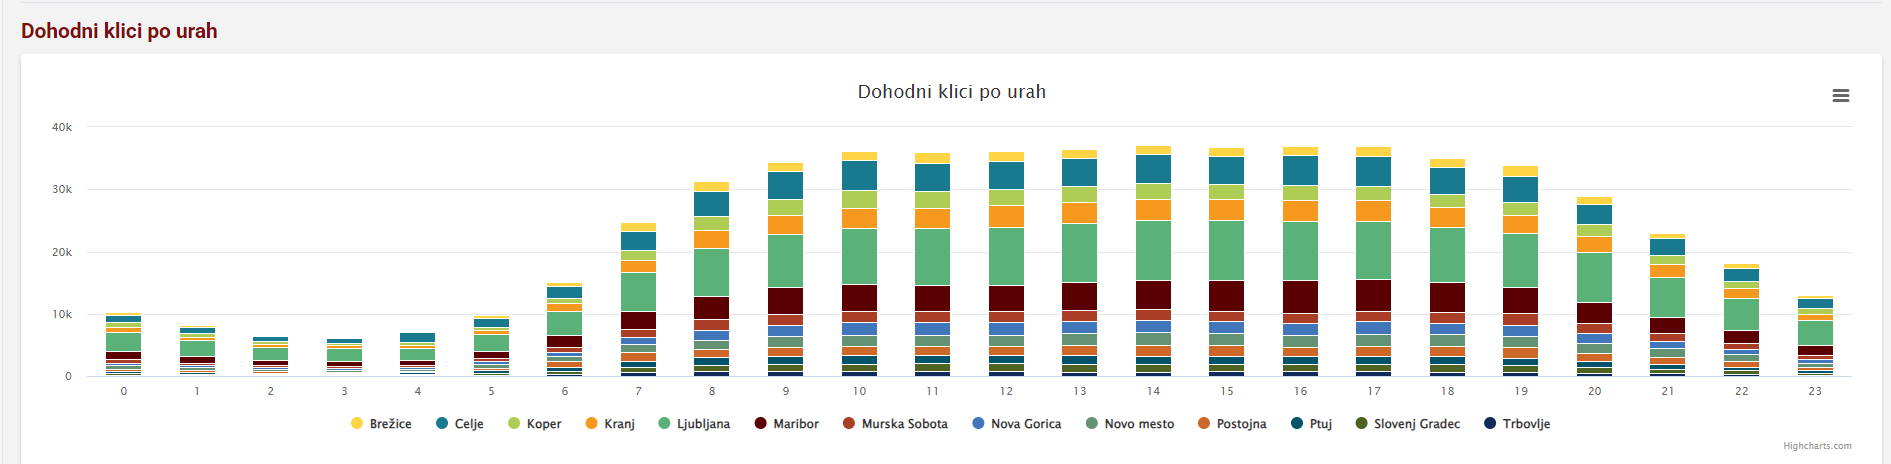 Dohodni klici po urah
Dohodni klici po urah
40k
30k
20k
10k
0
0 1 2 3 4 5 6 7 8 9 10 11 12 13 14 15 16 17 18 19 20 21 22 23
Brežice Celje Koper Kranj Ljubljana Maribor Murska Sobota Nova Gorica Novo mesto Postojna Ptuj Slovenj Gradec Trbovlje
Highcharts.com